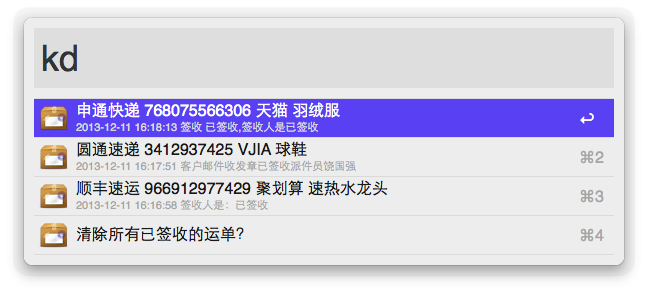 kd
申通快递 768075566306 天猫 羽绒服
2013-12-11 16:18:13 签收 已签收,签收人是已签收
↩
圆通速递 3412937425 VJIA 球鞋
2013-12-11 16:17:51 客户邮件收发章已签收派件员饶国强
⌘2
顺丰速运 966912977429 聚划算 速热水龙头
2013-12-11 16:16:58 签收人是：已签收
⌘3
清除所有已签收的运单?
⌘4